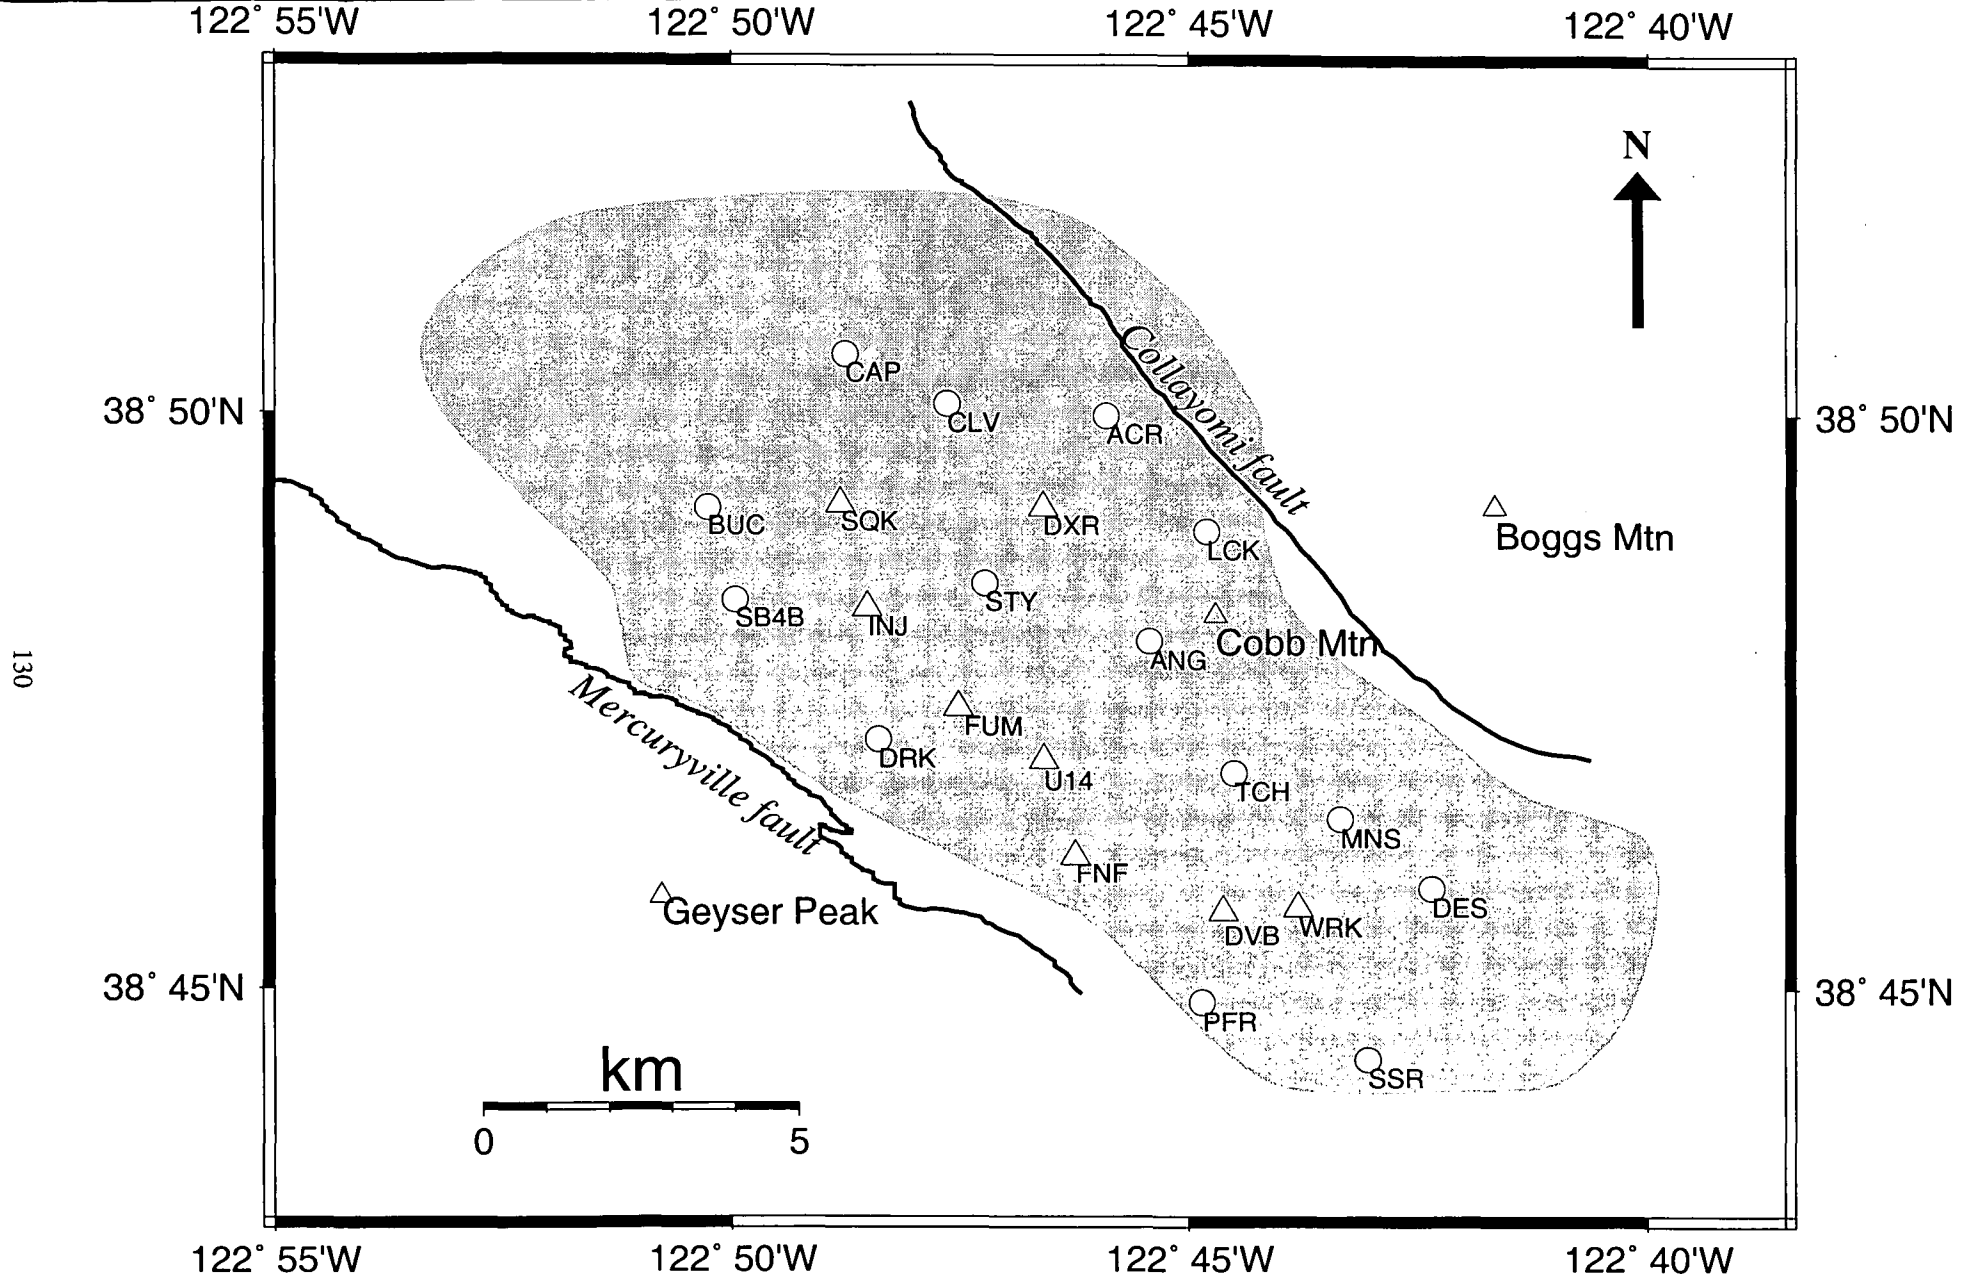 122° 55'W
122° 50'W
122° 45'W
122° 40'W
N
Collayomi fault
CAP
38° 50'N
CLV
ACR
38° 50'N
BUC
SQK
DXR
LCK
Boggs Mtn
SB4B
INJ
STY
ANG
Cobb Mtn
130
Mercuryville fault
FUM
DRK
U14
TCH
MNS
FNF
Geyser Peak
DVB
WRK
DES
38° 45'N
38° 45'N
PFR
km
SSR
0
5
122° 55'W
122° 50'W
122° 45'W
122° 40'W